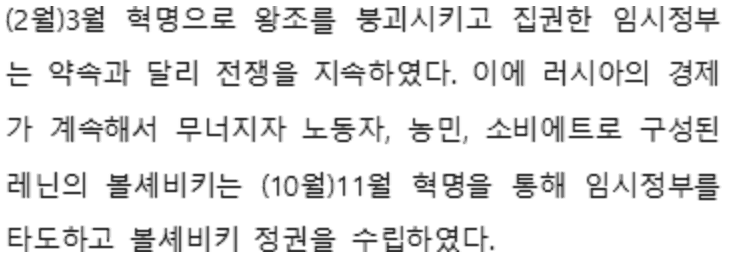 (2월)3월 혁명으로 왕조를 붕괴시키고 집권한 임시정부
는 약속과 달리 전쟁을 지속하였다. 이에 러시아의 경제
가 계속해서 무너지자 노동자, 농민, 소비에트로 구성된
레닌의 볼셰비키는 (10월)11월 혁명을 통해 임시정부를
타도하고 볼셰비키 정권을 수립하였다.